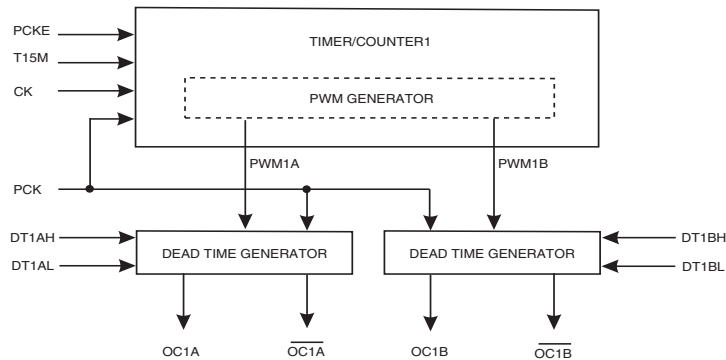 PCKE
TIMER/COUNTER1
T15M
CK
PWM GENERATOR
PWM1A
PWM1B
PCK
DT1AH
DT1BH
DEAD TIME GENERATOR
DEAD TIME GENERATOR
DT1AL
DT1BL
OC1A
OC1A
OC1B
OC1B